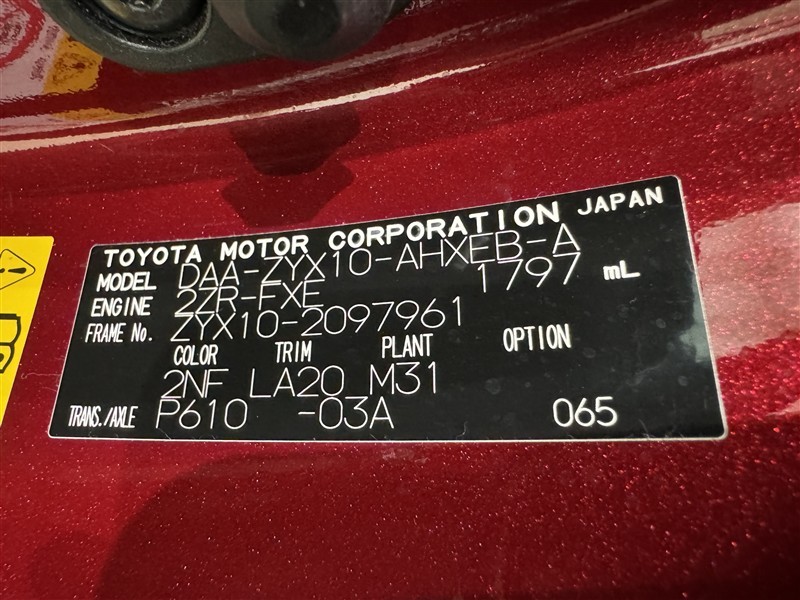 TOYOTA MOTOR CORPORATION JAPAN
MODEL DAA-ZYX10-AHXEB-A
ENGINE 2ZR-FXE 1797 mL
FRAME No. ZYX10-2097961
COLOR TRIM PLANT OPTION
2NF LA20 M31
TRANS./AXLE P610 -03A 065